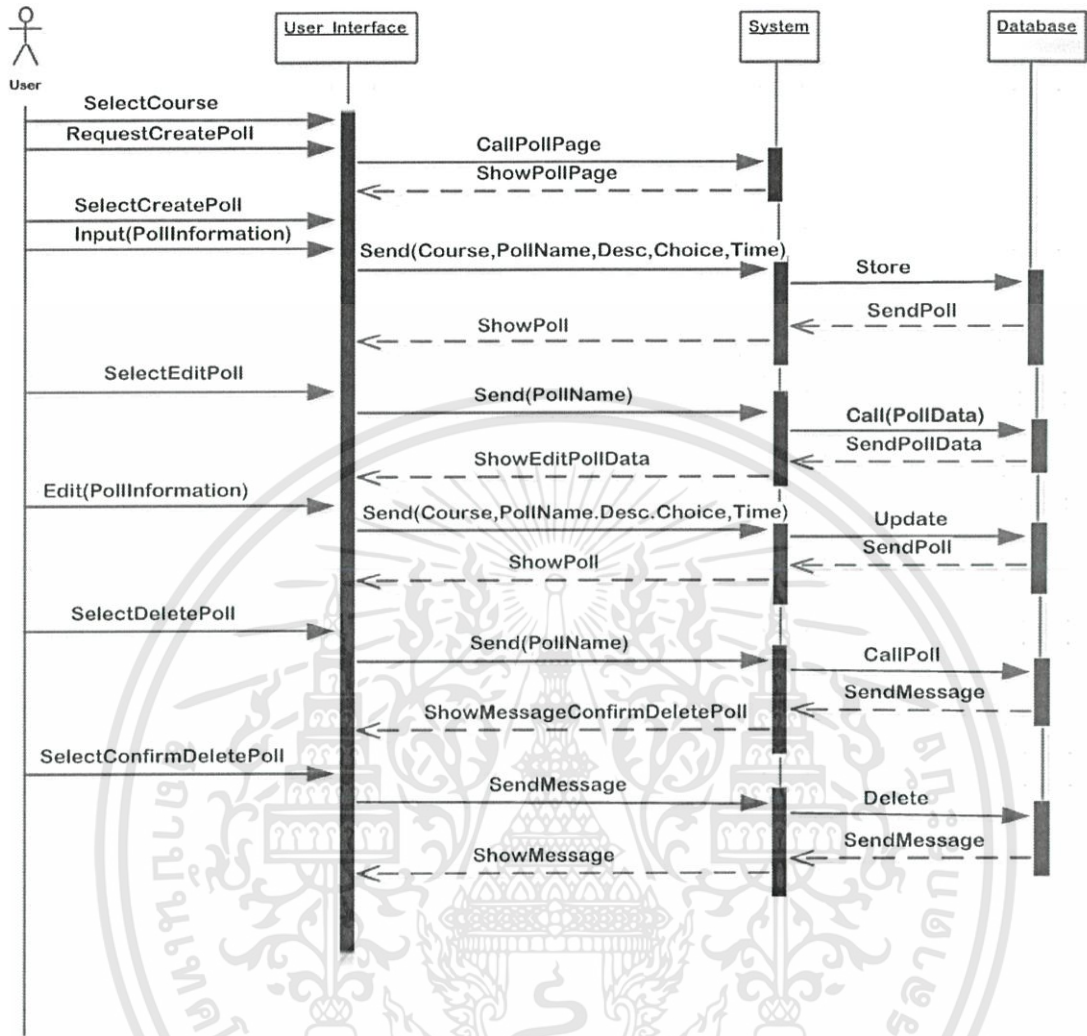 User Interface
System
Database
User
SelectCourse
RequestCreatePoll
CallPollPage
ShowPollPage
SelectCreatePoll
Input(PollInformation)
Send(Course,PollName,Desc,Choice,Time)
Store
SendPoll
ShowPoll
SelectEditPoll
Send(PollName)
Call(PollData)
SendPollData
ShowEditPollData
Edit(PollInformation)
Send(Course,PollName.Desc.Choice,Time)
Update
SendPoll
ShowPoll
SelectDeletePoll
Send(PollName)
CallPoll
SendMessage
ShowMessageConfirmDeletePoll
SelectConfirmDeletePoll
SendMessage
Delete
SendMessage
ShowMessage